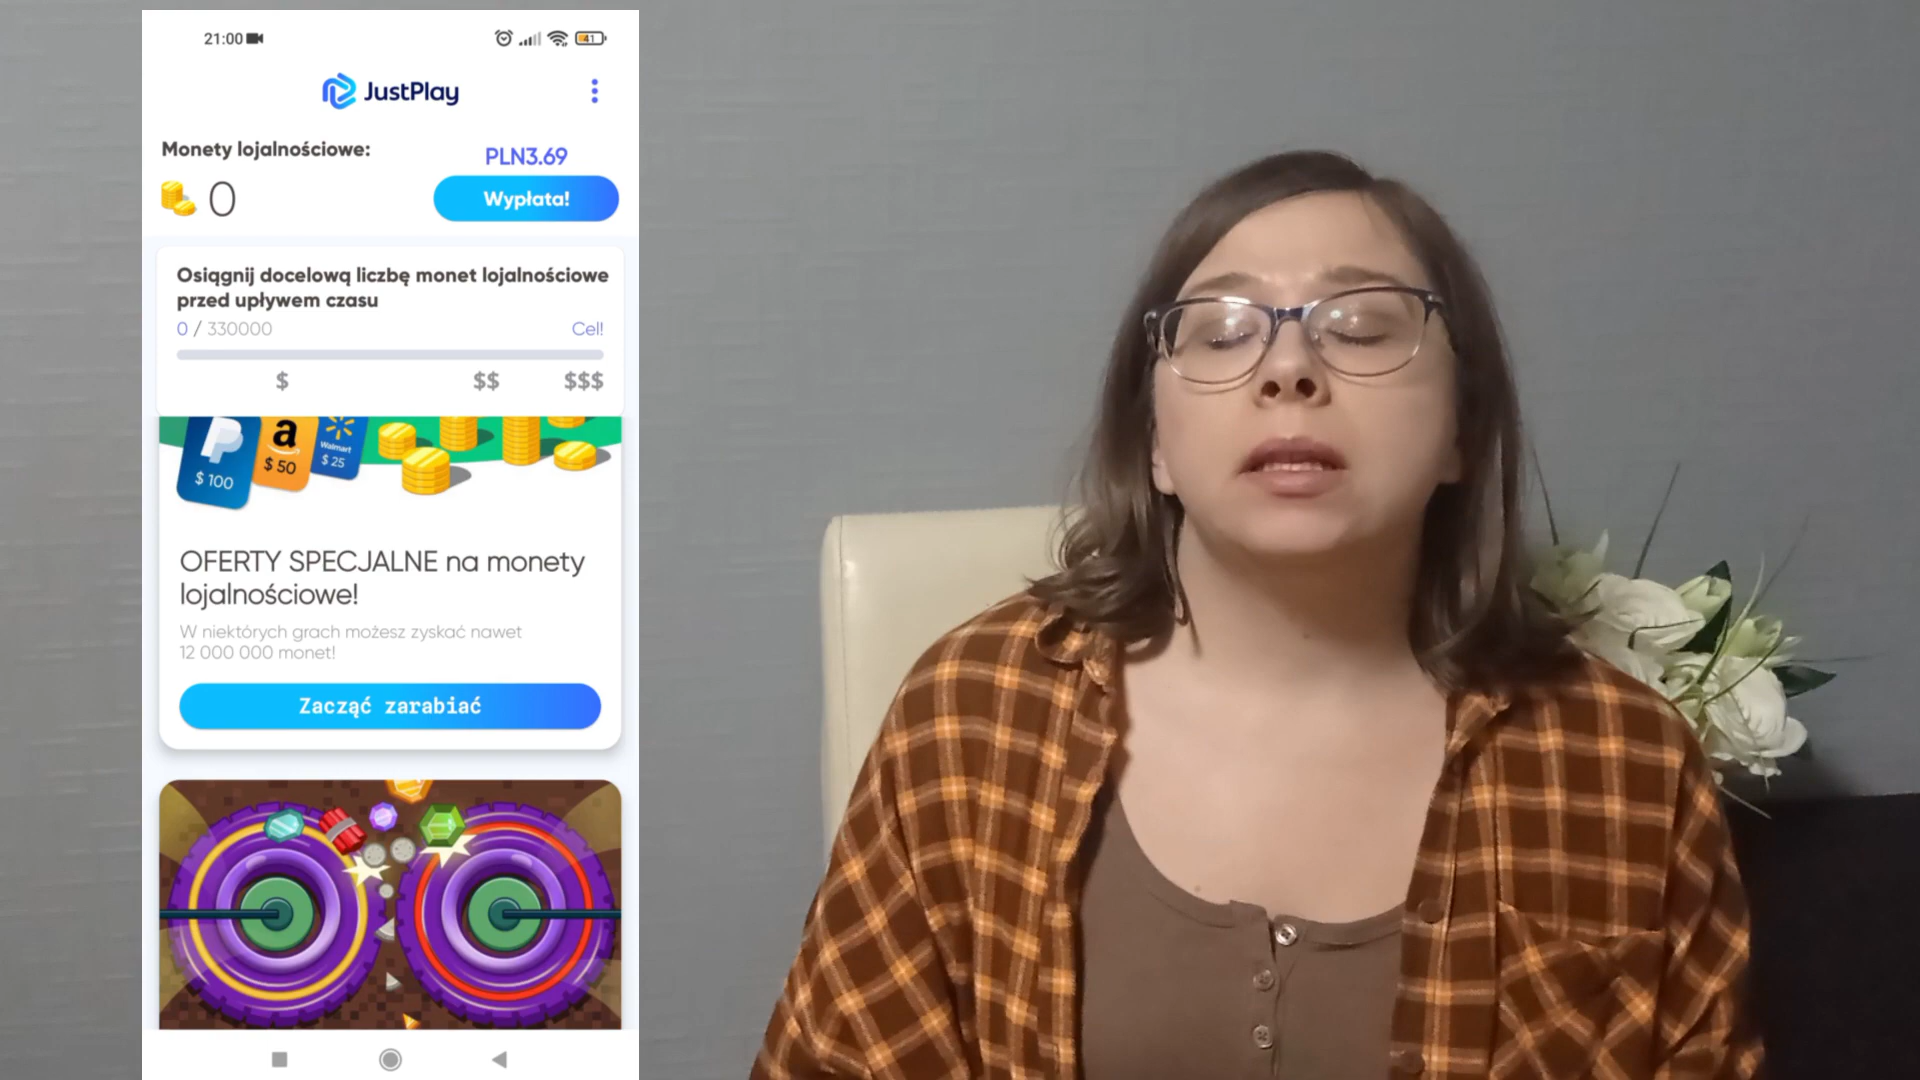 21:00
41
JustPlay
Monety lojalnościowe:
PLN3.69
0
Wypłata!
Osiągnij docelową liczbę monet lojalnościowe
przed upływem czasu
0 / 330000
Cel!
$ $$ $$$
a
Walmart
$ 100
$ 50
$ 25
OFERTY SPECJALNE na monety
lojalnościowe!
W niektórych grach możesz zyskać nawet
12 000 000 monet!
Zacząć zarabiać